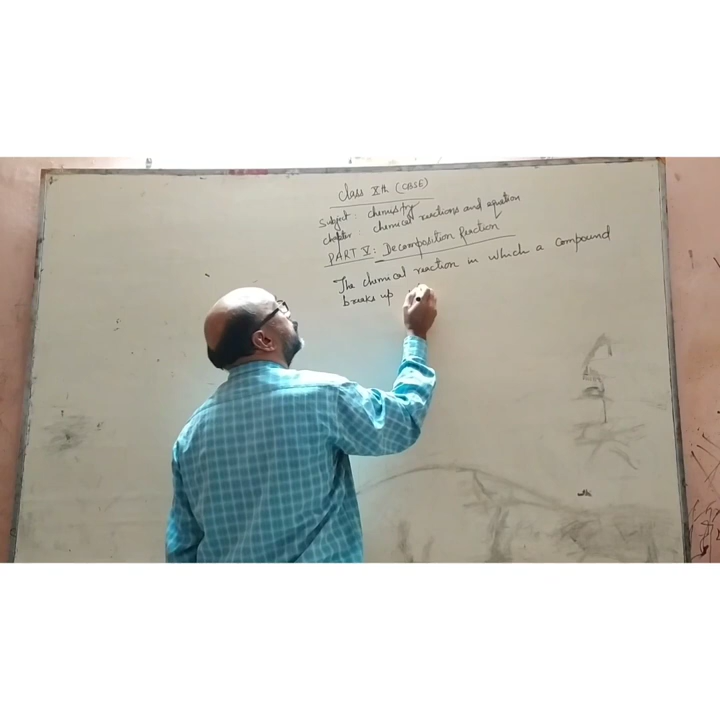 Class Xth (CBSE)
Subject : chemistry
chapter : chemical reactions and equation
PART V : Decomposition Reaction
The chemical reaction in which a compound
breaks up